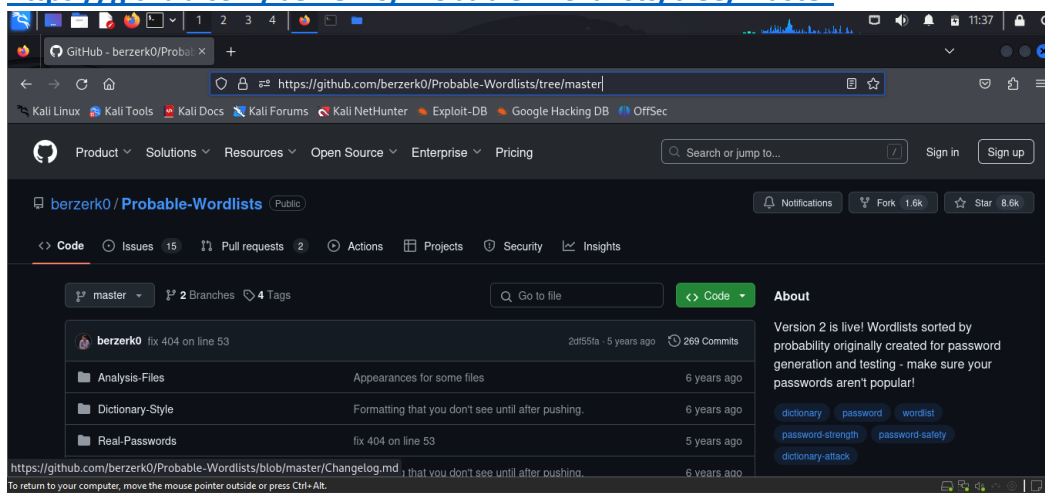 1 2 3 4 11:37
GitHub - berzerk0/Probab
https://github.com/berzerk0/Probable-Wordlists/tree/master
Kali Linux Kali Tools Kali Docs Kali Forums Kali NetHunter Exploit-DB Google Hacking DB OffSec
Product Solutions Resources Open Source Enterprise Pricing Search or jump to... / Sign in Sign up
berzerk0 / Probable-Wordlists Public Notifications Fork 1.6k Star 8.6k
<> Code Issues 15 Pull requests 2 Actions Projects Security Insights
master 2 Branches 4 Tags Go to file <> Code About
Version 2 is live! Wordlists sorted by
probability originally created for password
generation and testing - make sure your
passwords aren't popular!
berzerk0 fix 404 on line 53 2df55fa · 5 years ago 269 Commits
Analysis-Files Appearances for some files 6 years ago
Dictionary-Style Formatting that you don't see until after pushing. 6 years ago
Real-Passwords fix 404 on line 53 5 years ago
dictionary password wordlist
password-strength password-safety
dictionary-attack
https://github.com/berzerk0/Probable-Wordlists/blob/master/Changelog.md that you don't see until after pushing. 6 years ago
To return to your computer, move the mouse pointer outside or press Ctrl+Alt.